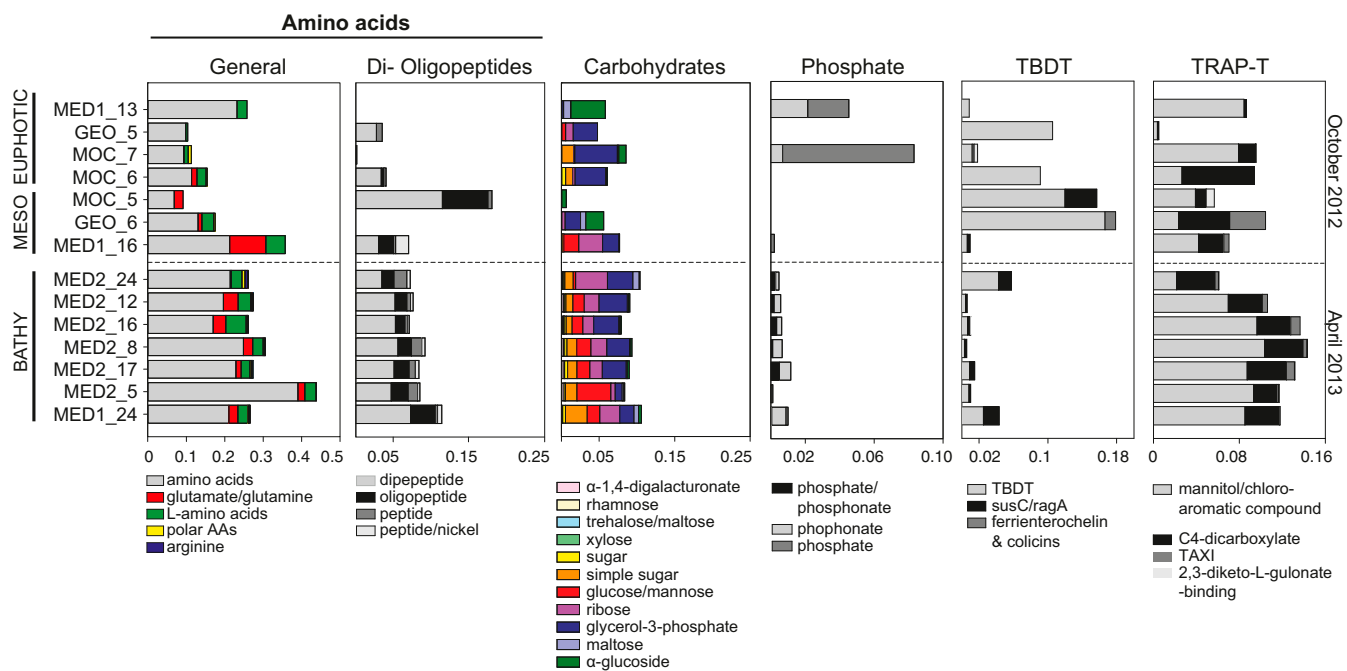 Amino acids
General
Di- Oligopeptides
Carbohydrates
Phosphate
TBDT
TRAP-T
EUPHOTIC
MESO
BATHY
MED1_13
GEO_5
MOC_7
MOC_6
MOC_5
GEO_6
MED1_16
MED2_24
MED2_12
MED2_16
MED2_8
MED2_17
MED2_5
MED1_24
October 2012
April 2013
0 0.1 0.2 0.3 0.4 0.5
0.05 0.15 0.25
0.05 0.15 0.25
0.02 0.06 0.10
0.02 0.1 0.18
0 0.08 0.16
amino acids
glutamate/glutamine
L-amino acids
polar AAs
arginine
dipeptide
oligopeptide
peptide
peptide/nickel
α-1,4-digalacturonate
rhamnose
trehalose/maltose
xylose
sugar
simple sugar
glucose/mannose
ribose
glycerol-3-phosphate
maltose
α-glucoside
phosphate/
phosphonate
phophonate
phosphate
TBDT
susC/ragA
ferrienterochelin
& colicins
mannitol/chloro-
aromatic compound
C4-dicarboxylate
TAXI
2,3-diketo-L-gulonate
-binding